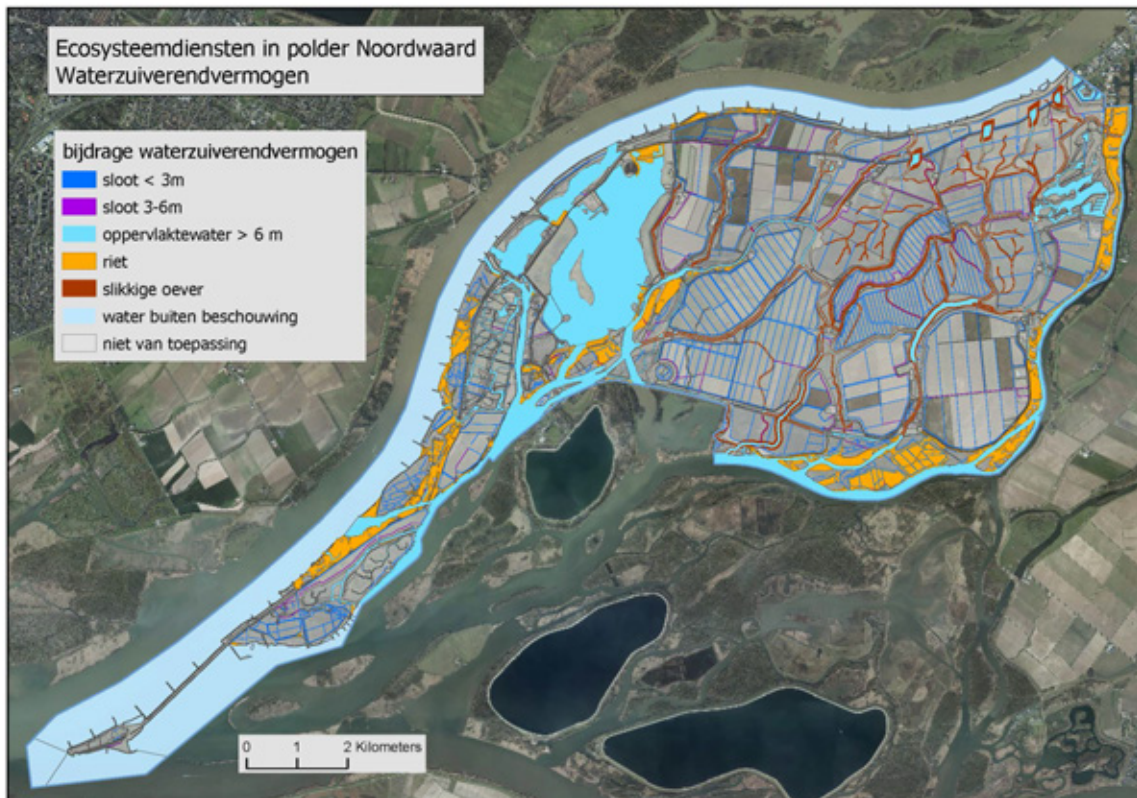 Ecosysteemdiensten in polder Noordwaard
Waterzuiverendvermogen
bijdrage waterzuiverendvermogen
sloot < 3m
sloot 3-6m
oppervlaktewater > 6 m
riet
slikkige oever
water buiten beschouwing
niet van toepassing
0 1 2 Kilometers